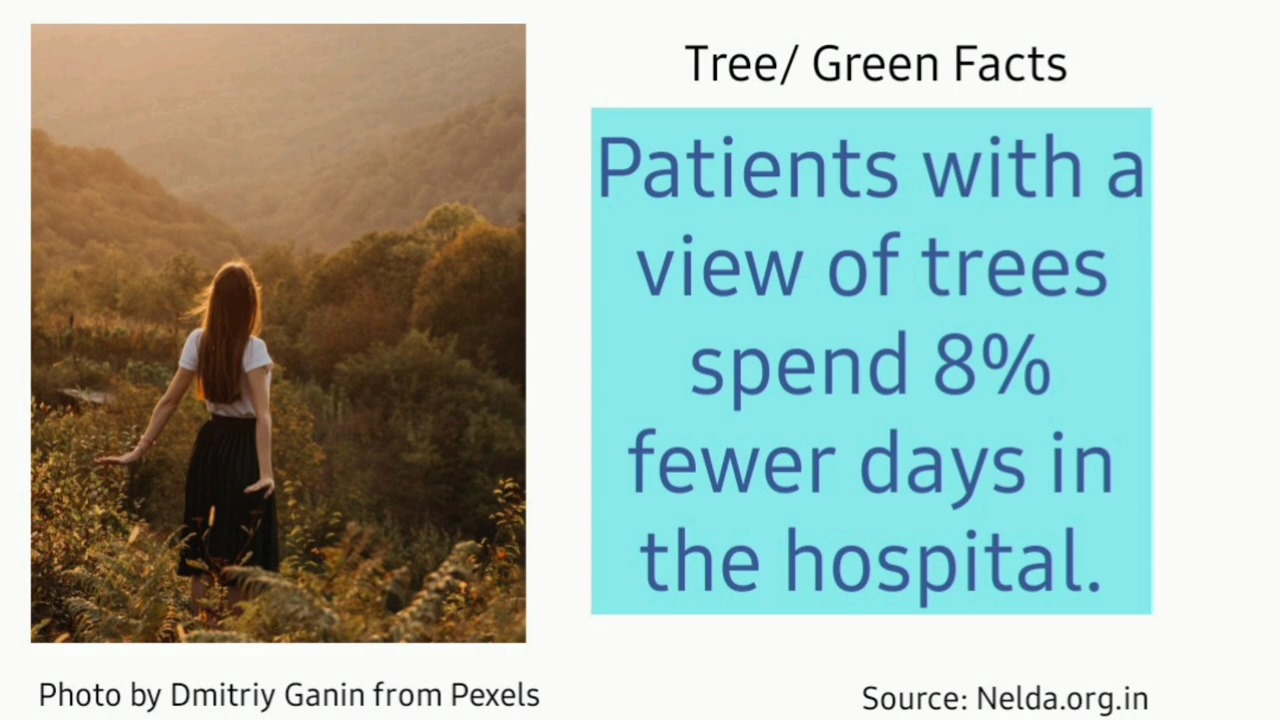 Tree/ Green Facts
Patients with a
view of trees
spend 8%
fewer days in
the hospital.
Photo by Dmitriy Ganin from Pexels
Source: Nelda.org.in